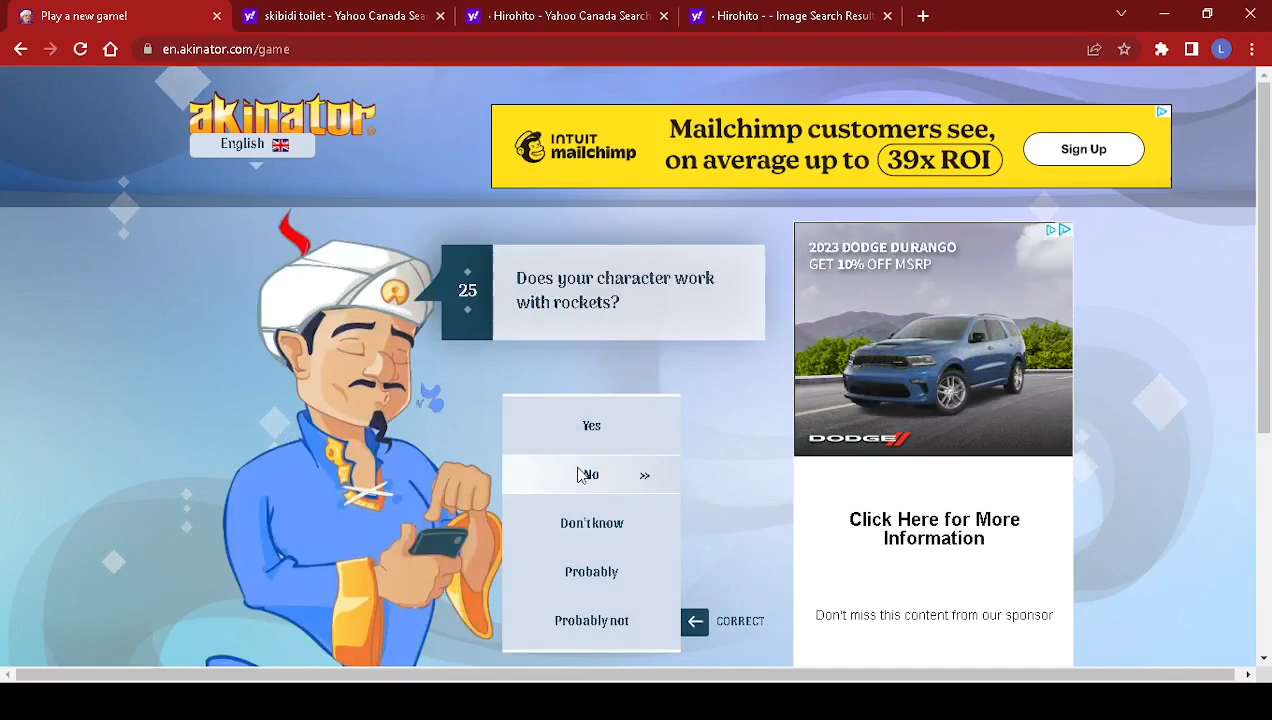 Play a new game!
skibidi toilet - Yahoo Canada Sear
· Hirohito - Yahoo Canada Search
· Hirohito - - Image Search Result
en.akinator.com/game
L
akinator
English
INTUIT
mailchimp
Mailchimp customers see,
on average up to 39x ROI
Sign Up
25
Does your character work
with rockets?
Yes
No
Don't know
Probably
Probably not
CORRECT
2023 DODGE DURANGO
GET 10% OFF MSRP
DODGE
Click Here for More
Information
Don't miss this content from our sponsor